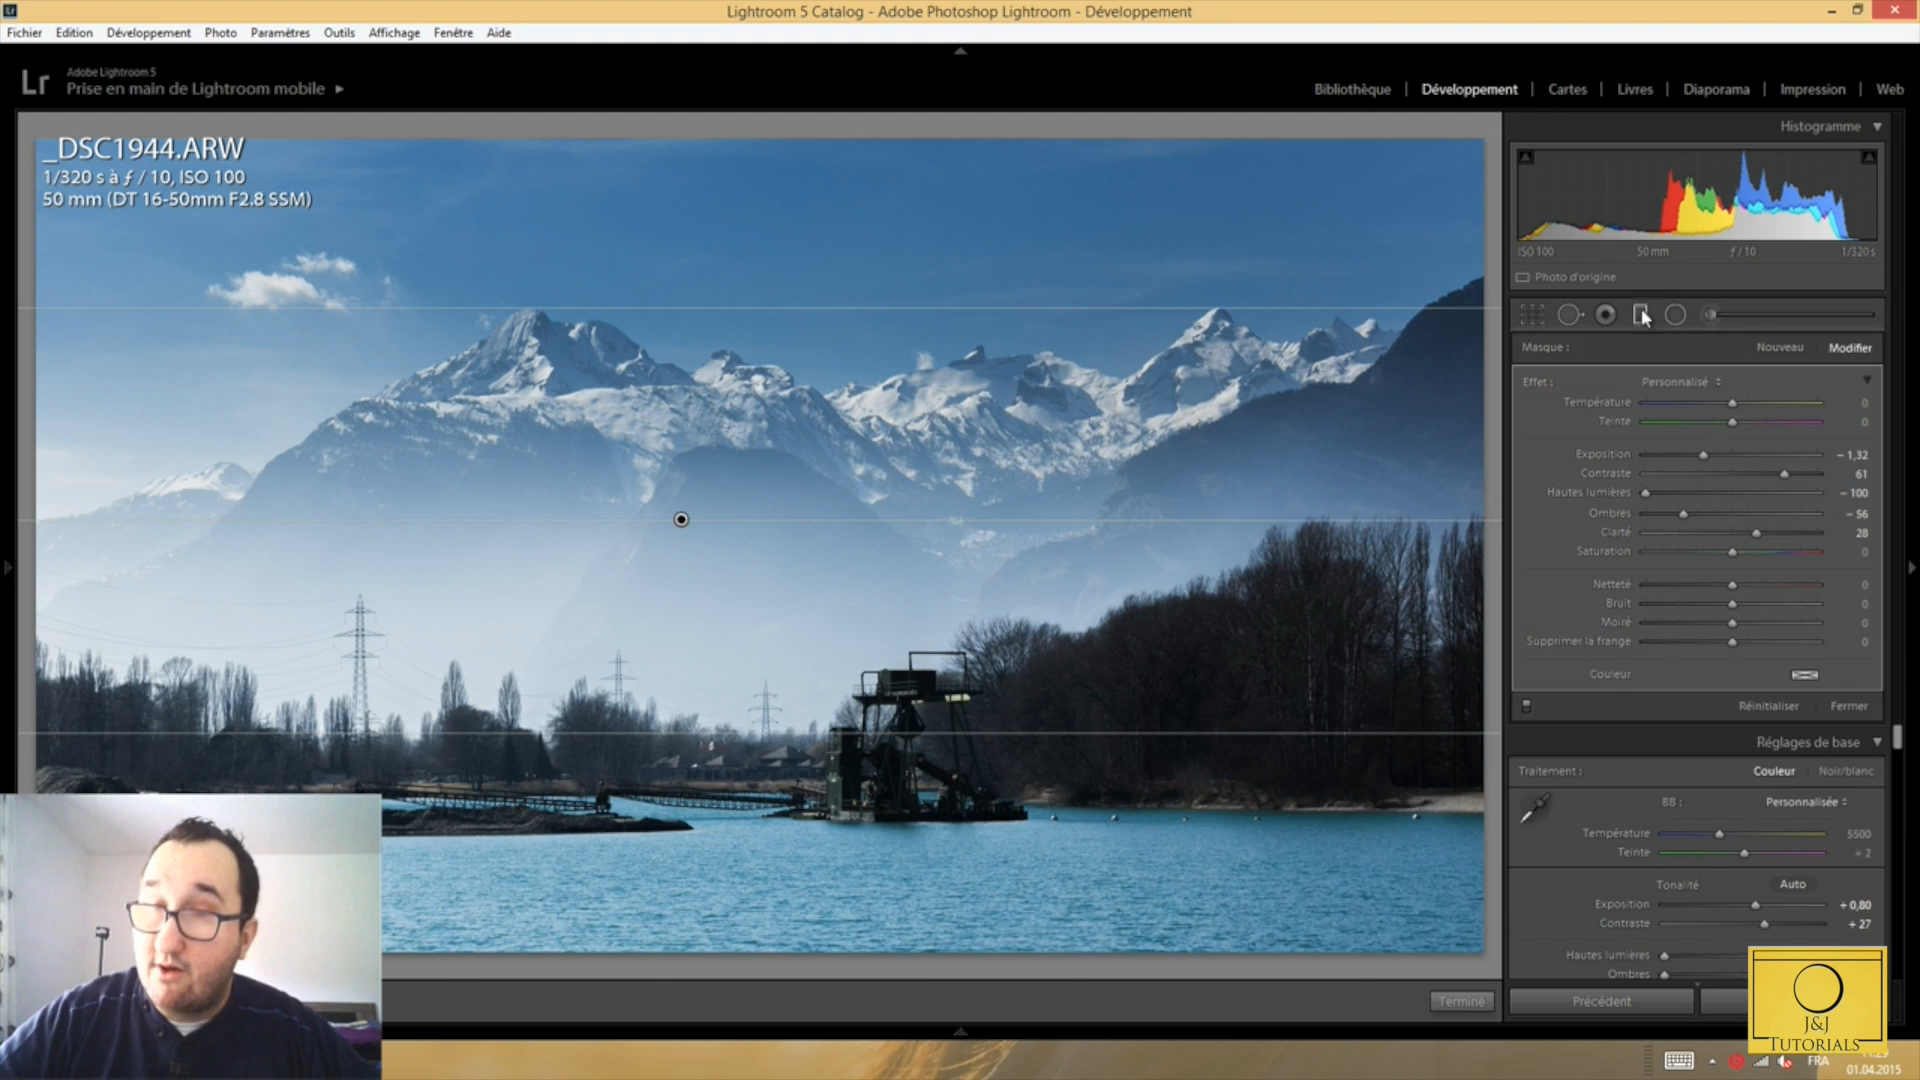 Lightroom 5 Catalog - Adobe Photoshop Lightroom - Développement
Fichier Edition Développement Photo Paramètres Outils Affichage Fenêtre Aide
Lr
Adobe Lightroom 5
Prise en main de Lightroom mobile
Bibliothèque | Développement | Cartes | Livres | Diaporama | Impression | Web
_DSC1944.ARW
1/320 s à ƒ / 10, ISO 100
50 mm (DT 16-50mm F2.8 SSM)
Histogramme
ISO 100 50 mm ƒ / 10 1/320 s
Photo d'origine
Masque : Nouveau Modifier
Effet : Personnalisé
Température 0
Teinte 0
Exposition - 1,32
Contraste 61
Hautes lumières - 100
Ombres - 56
Clarté 28
Saturation 0
Netteté 0
Bruit 0
Moiré 0
Supprimer la frange 0
Couleur
Réinitialiser Fermer
Réglages de base
Traitement : Couleur Noir/blanc
BB : Personnalisée
Température 5500
Teinte + 2
Tonalité Auto
Exposition + 0,80
Contraste + 27
Hautes lumières
Ombres
Terminé Précédent
J&J
TUTORIALS
FRA
01.04.2015